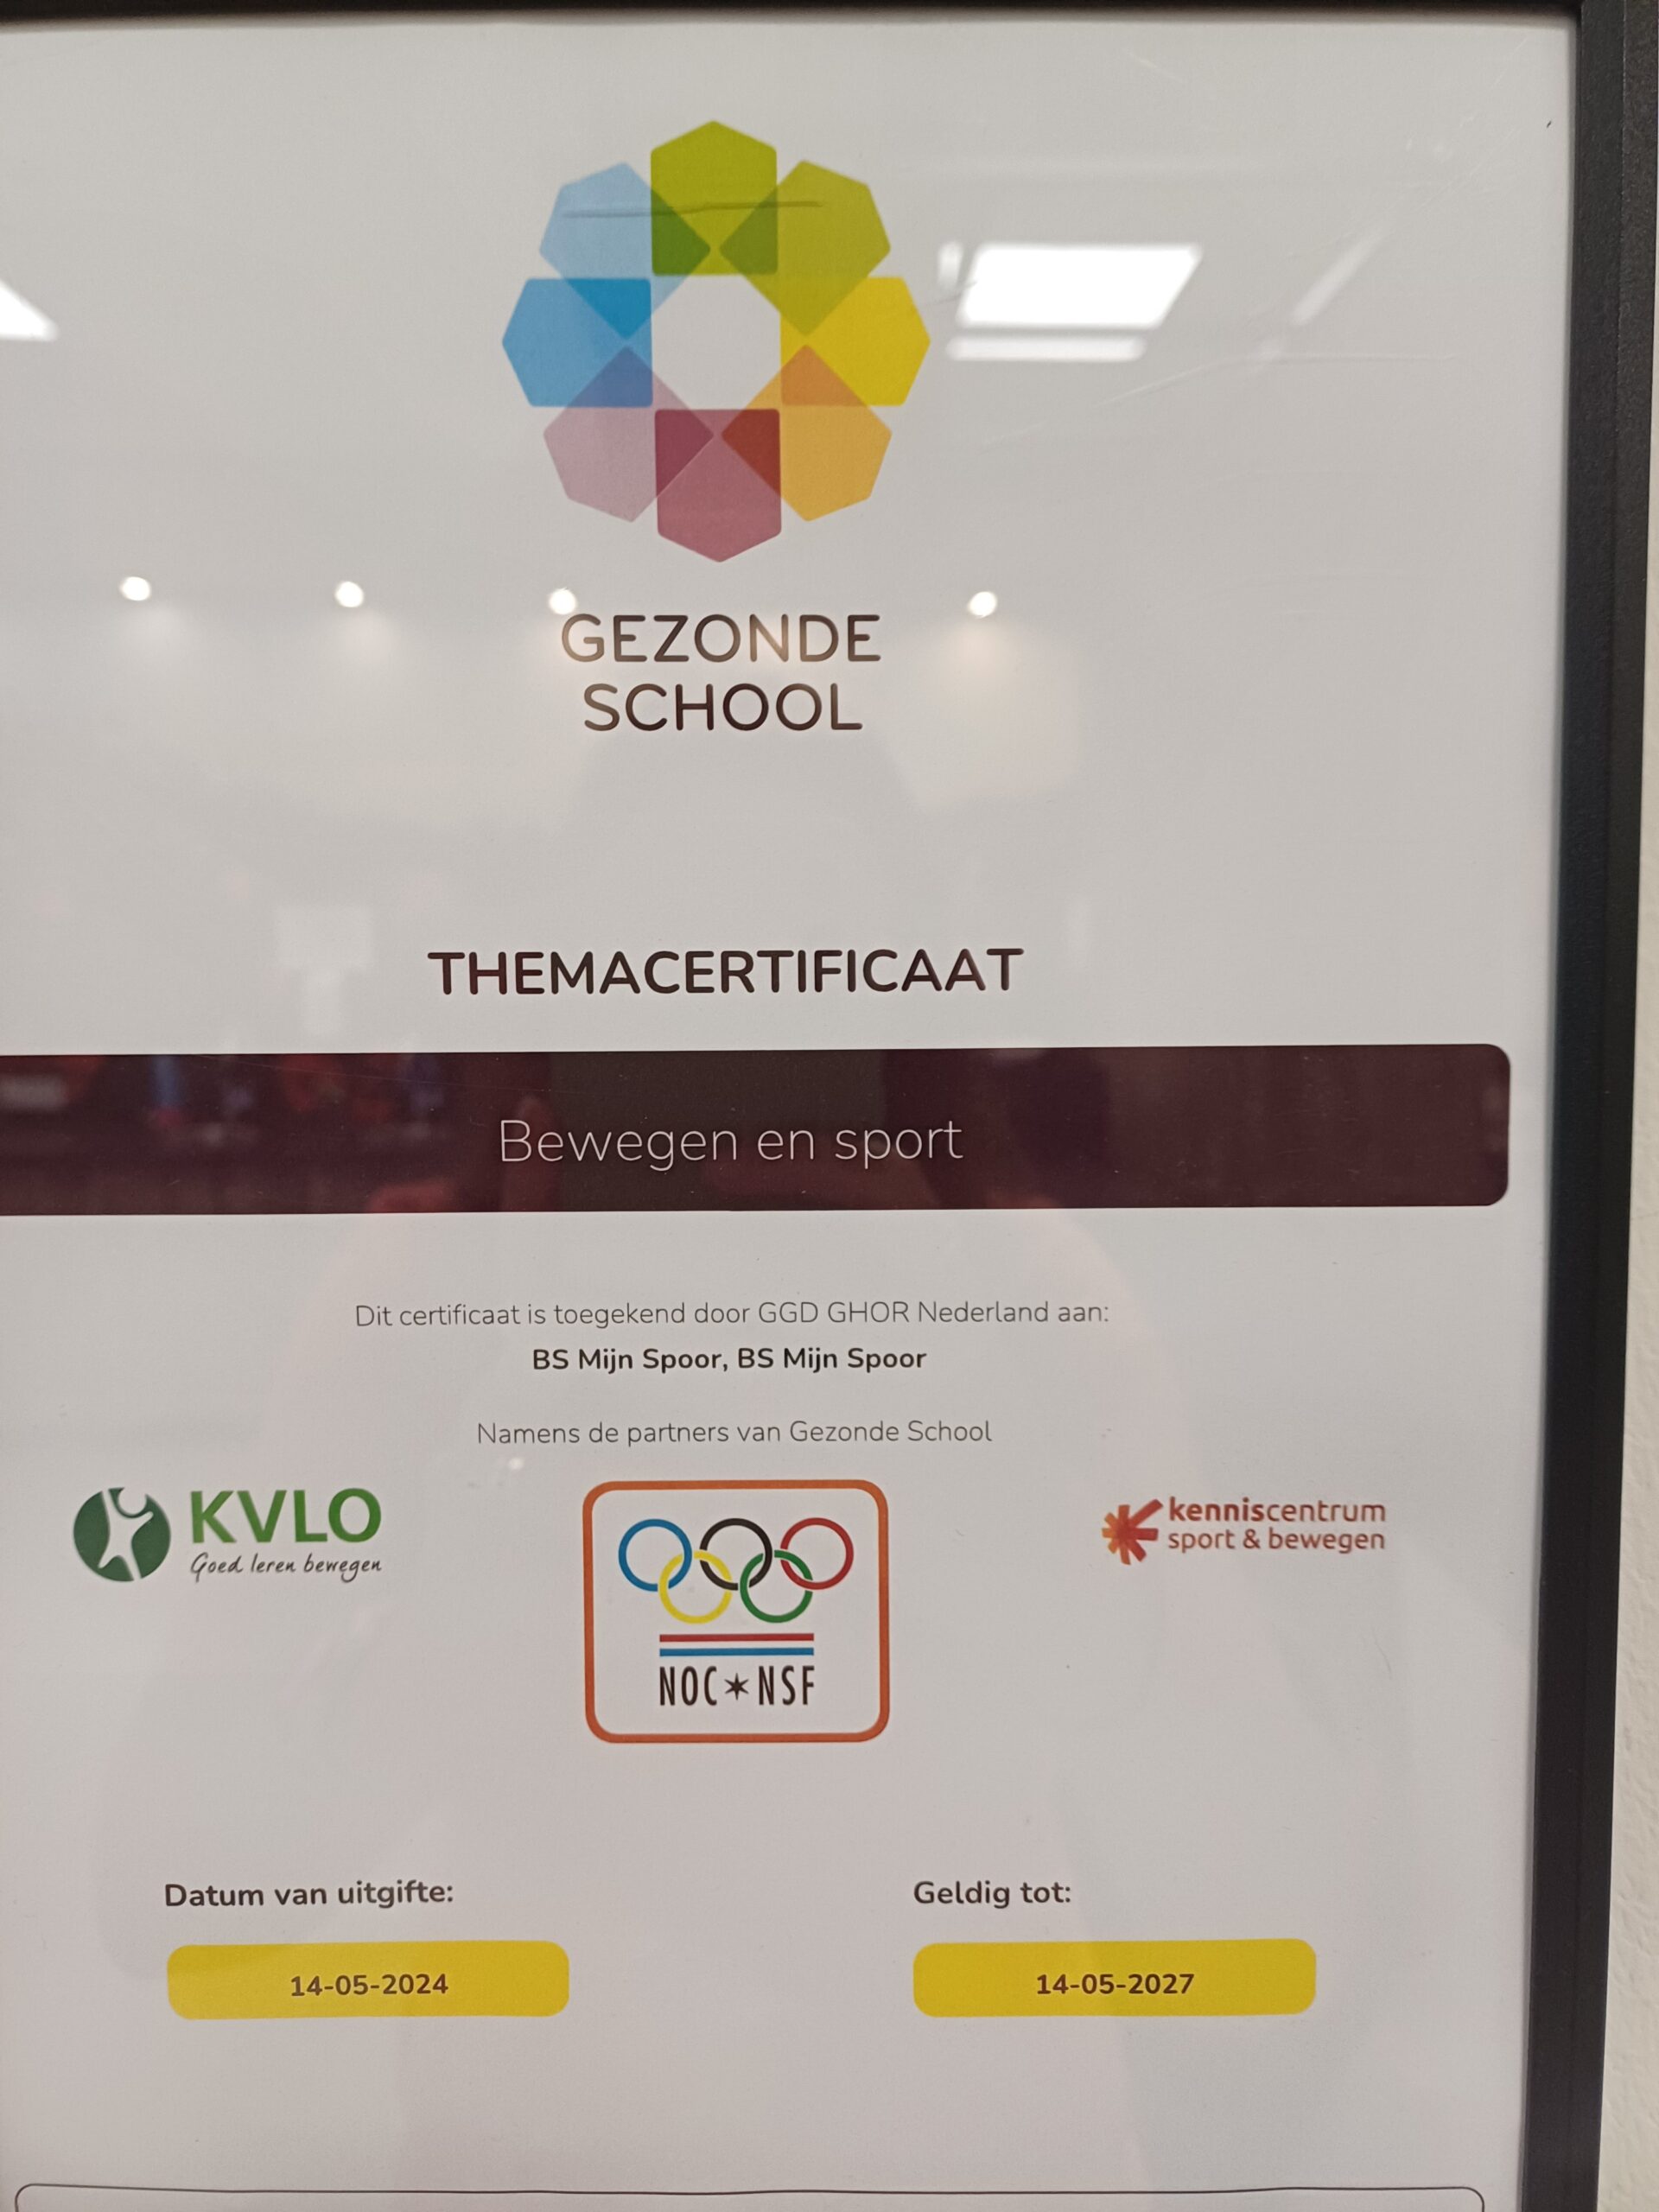 GEZONDE
SCHOOL
THEMACERTIFICAAT
Bewegen en sport
Dit certificaat is toegekend door GGD GHOR Nederland aan:
BS Mijn Spoor, BS Mijn Spoor
Namens de partners van Gezonde School
KVLO
Goed leren bewegen
NOC✶NSF
kenniscentrum
sport & bewegen
Datum van uitgifte:
Geldig tot:
14-05-2024
14-05-2027